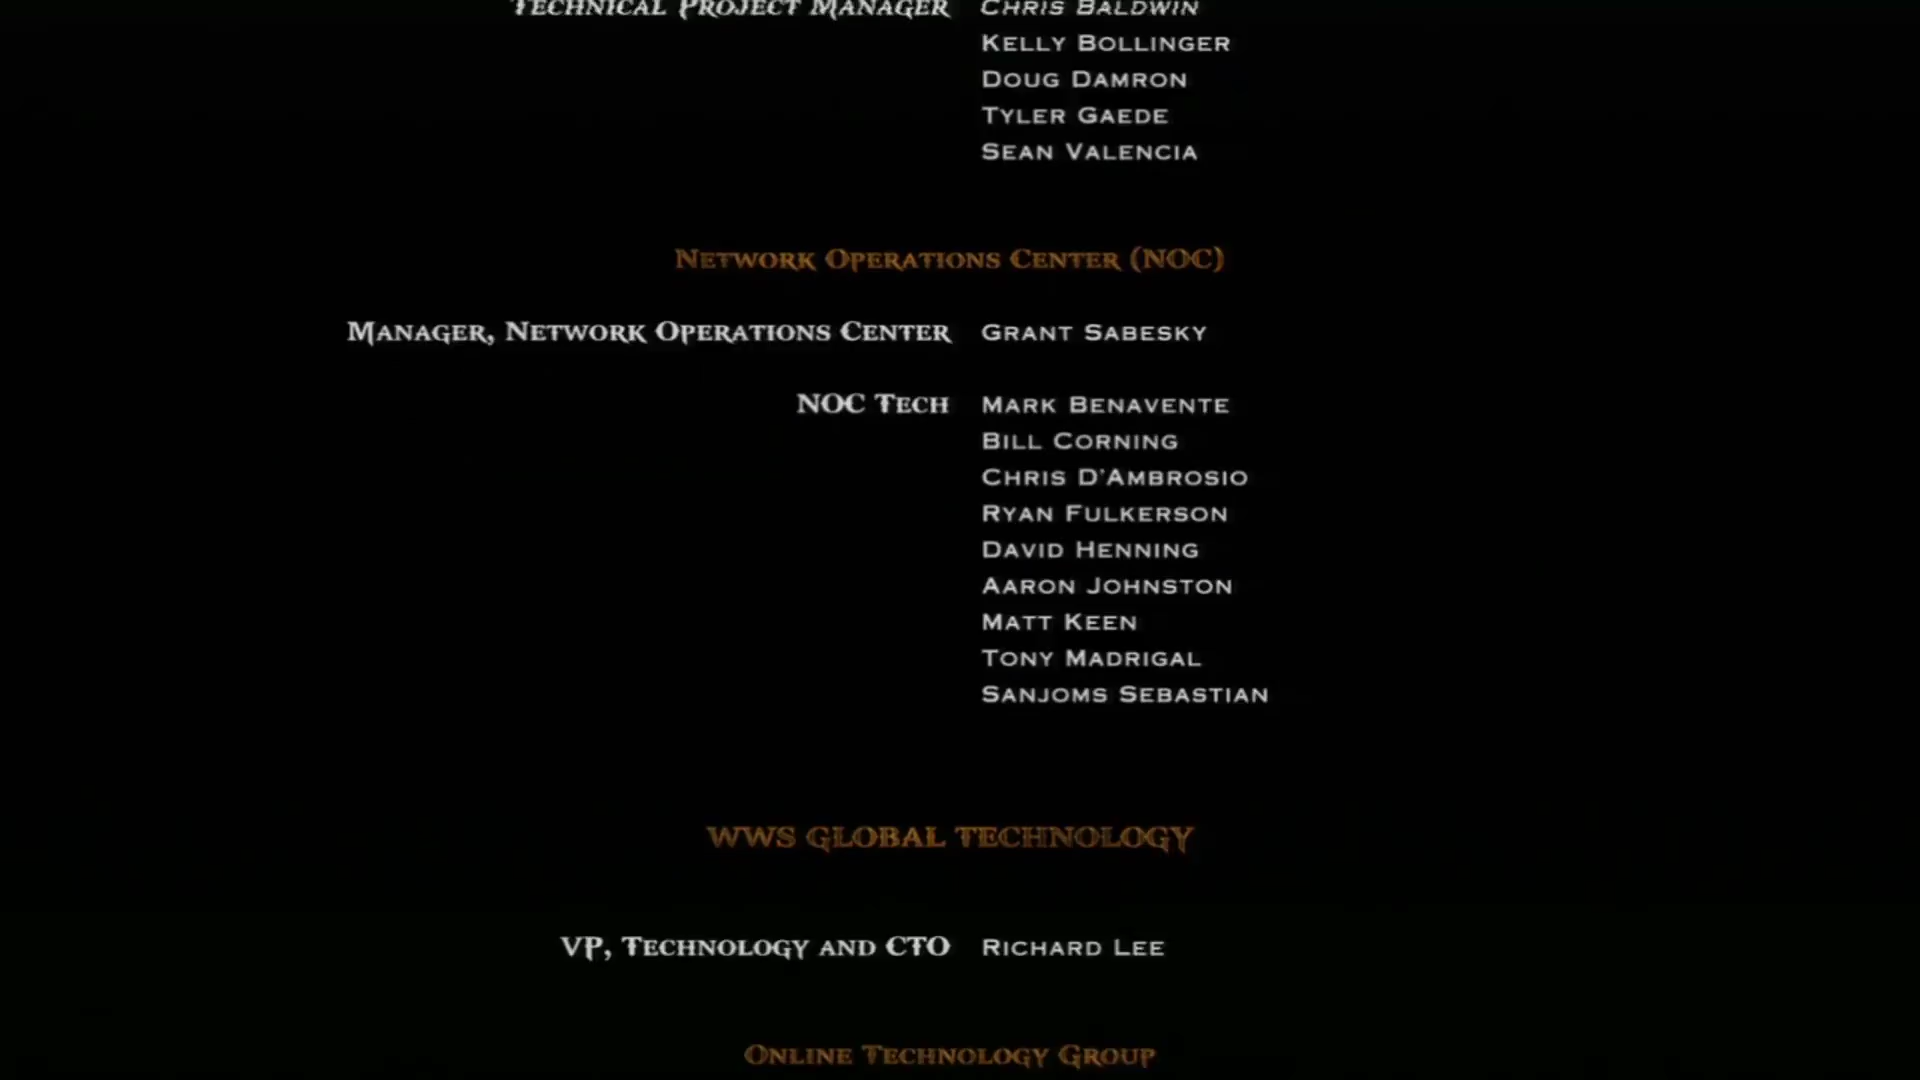 TECHNICAL PROJECT MANAGER CHRIS BALDWIN
KELLY BOLLINGER
DOUG DAMRON
TYLER GAEDE
SEAN VALENCIA
NETWORK OPERATIONS CENTER (NOC)
MANAGER, NETWORK OPERATIONS CENTER GRANT SABESKY
NOC TECH MARK BENAVENTE
BILL CORNING
CHRIS D'AMBROSIO
RYAN FULKERSON
DAVID HENNING
AARON JOHNSTON
MATT KEEN
TONY MADRIGAL
SANJOMS SEBASTIAN
WWS GLOBAL TECHNOLOGY
VP, TECHNOLOGY AND CTO RICHARD LEE
ONLINE TECHNOLOGY GROUP